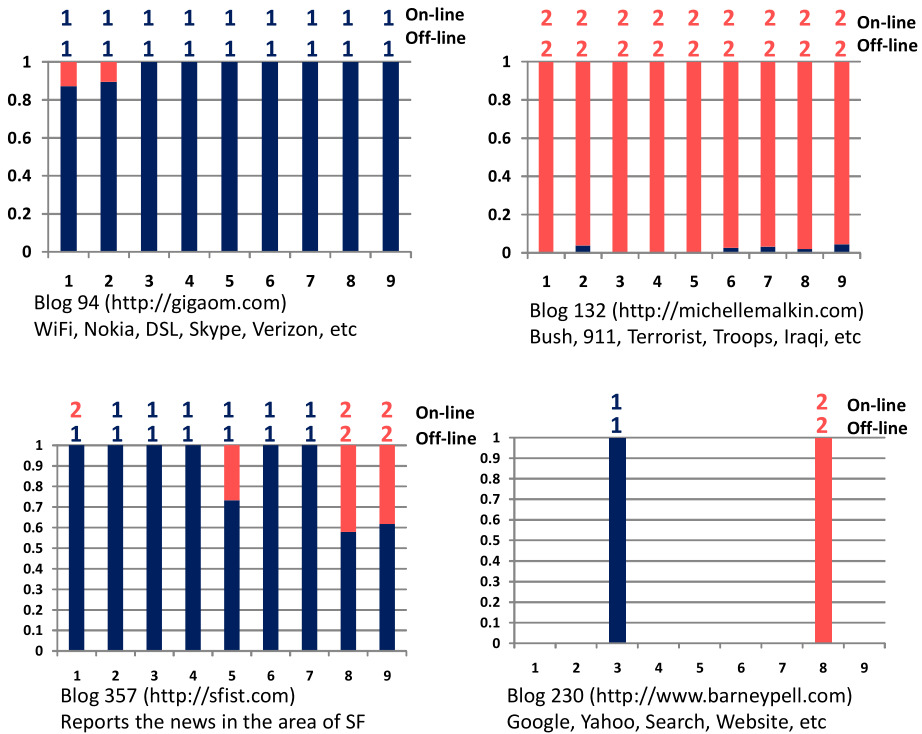 1 1 1 1 1 1 1 1 1 On-line
1 1 1 1 1 1 1 1 1 Off-line
1
0.8
0.6
0.4
0.2
0
1 2 3 4 5 6 7 8 9
Blog 94 (http://gigaom.com)
WiFi, Nokia, DSL, Skype, Verizon, etc
2 2 2 2 2 2 2 2 2 On-line
2 2 2 2 2 2 2 2 2 Off-line
1
0.8
0.6
0.4
0.2
0
1 2 3 4 5 6 7 8 9
Blog 132 (http://michellemalkin.com)
Bush, 911, Terrorist, Troops, Iraqi, etc
2 1 1 1 1 1 1 2 2 On-line
1 1 1 1 1 1 1 2 2 Off-line
1
0.9
0.8
0.7
0.6
0.5
0.4
0.3
0.2
0.1
0
1 2 3 4 5 6 7 8 9
Blog 357 (http://sfist.com)
Reports the news in the area of SF
1 2 On-line
1 2 Off-line
1
0.9
0.8
0.7
0.6
0.5
0.4
0.3
0.2
0.1
0
1 2 3 4 5 6 7 8 9
Blog 230 (http://www.barneypell.com)
Google, Yahoo, Search, Website, etc